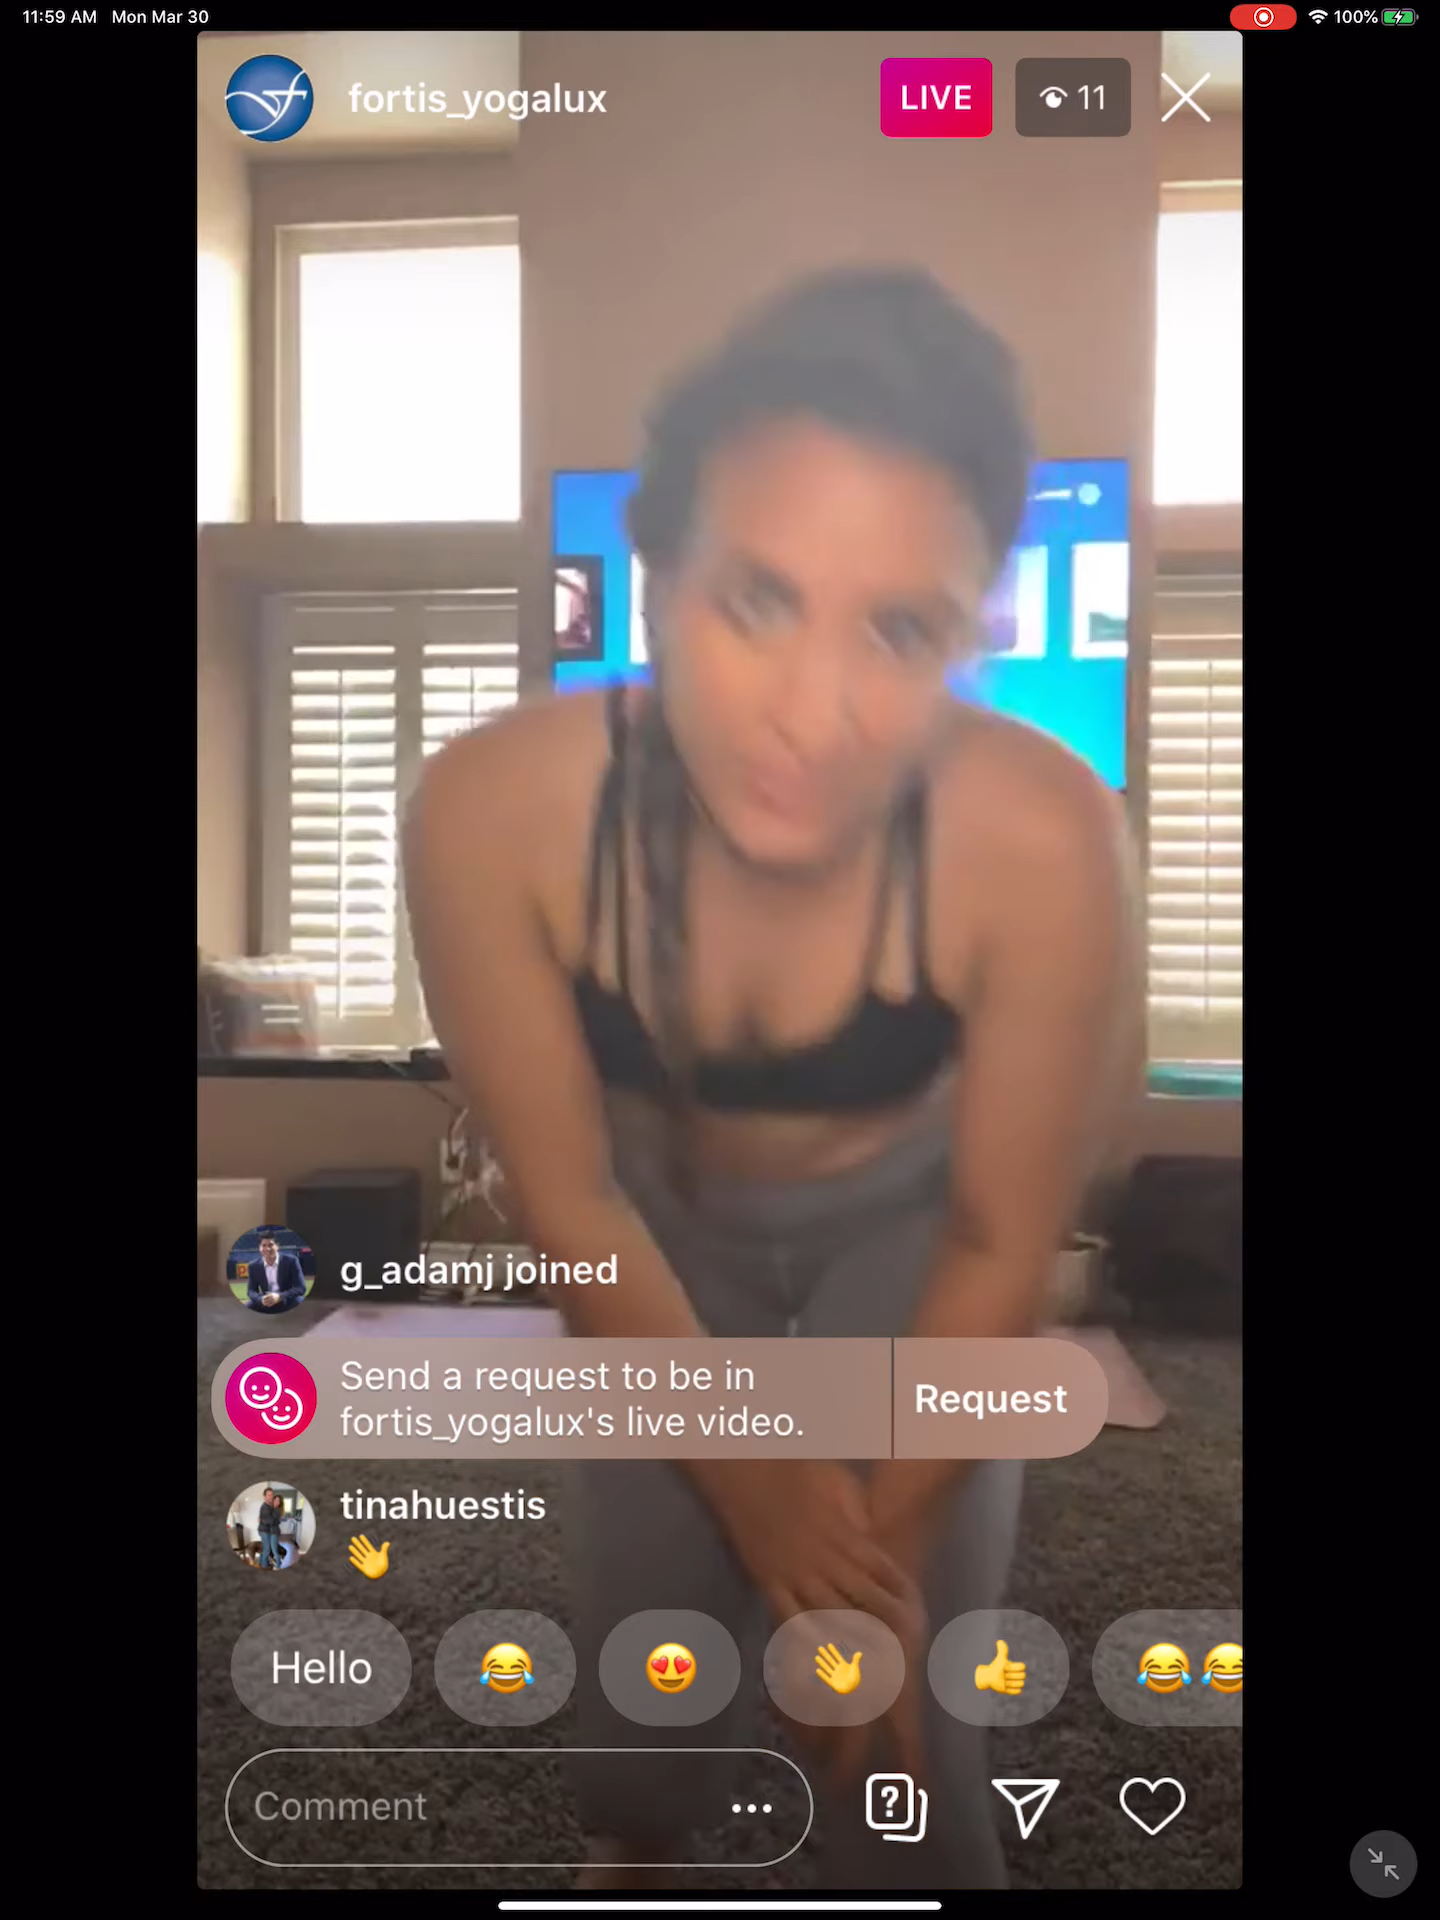 11:59 AM Mon Mar 30
100%
fortis_yogalux
LIVE
11
g_adamj joined
Send a request to be in
fortis_yogalux's live video.
Request
tinahuestis
Hello
Comment